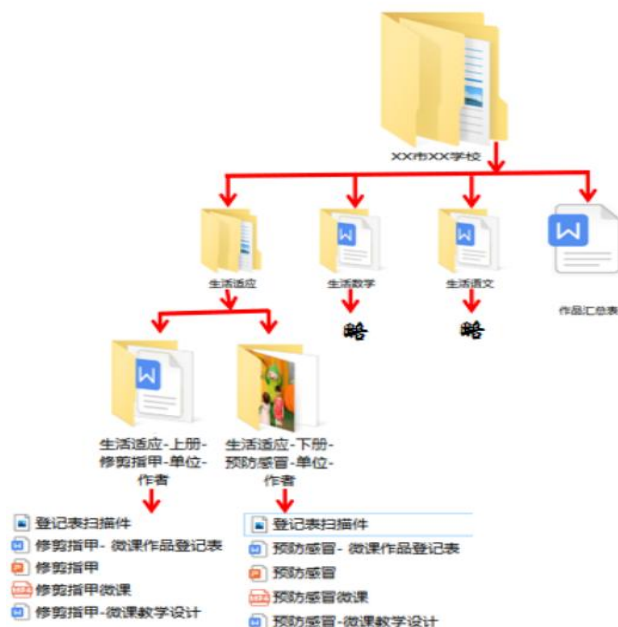 XX市XX学校
生活适应
生活数学
生活语文
作品汇总表
略
略
生活适应-上册-
修剪指甲-单位-
作者
生活适应-下册-
预防感冒-单位-
作者
登记表扫描件
修剪指甲- 微课作品登记表
修剪指甲
修剪指甲微课
修剪指甲-微课教学设计
登记表扫描件
预防感冒- 微课作品登记表
预防感冒
预防感冒微课
预防感冒-微课教学设计